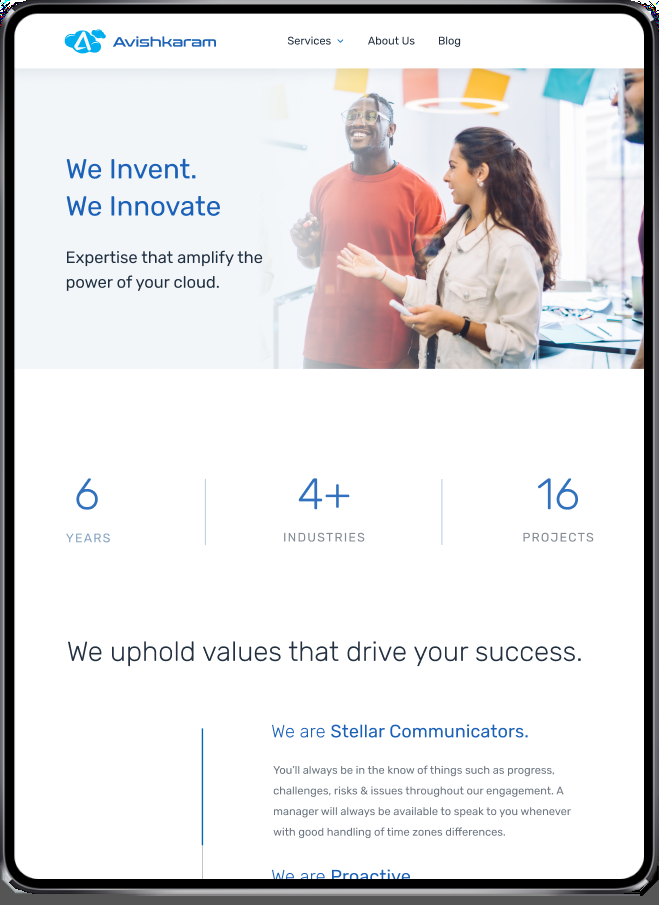 Avishkaram
Services About Us Blog
We Invent.
We Innovate
Expertise that amplify the
power of your cloud.
6 4+ 16
YEARS INDUSTRIES PROJECTS
We uphold values that drive your success.
We are Stellar Communicators.
You'll always be in the know of things such as progress,
challenges, risks & issues throughout our engagement. A
manager will always be available to speak to you whenever
with good handling of time zones differences.
We are Proactive